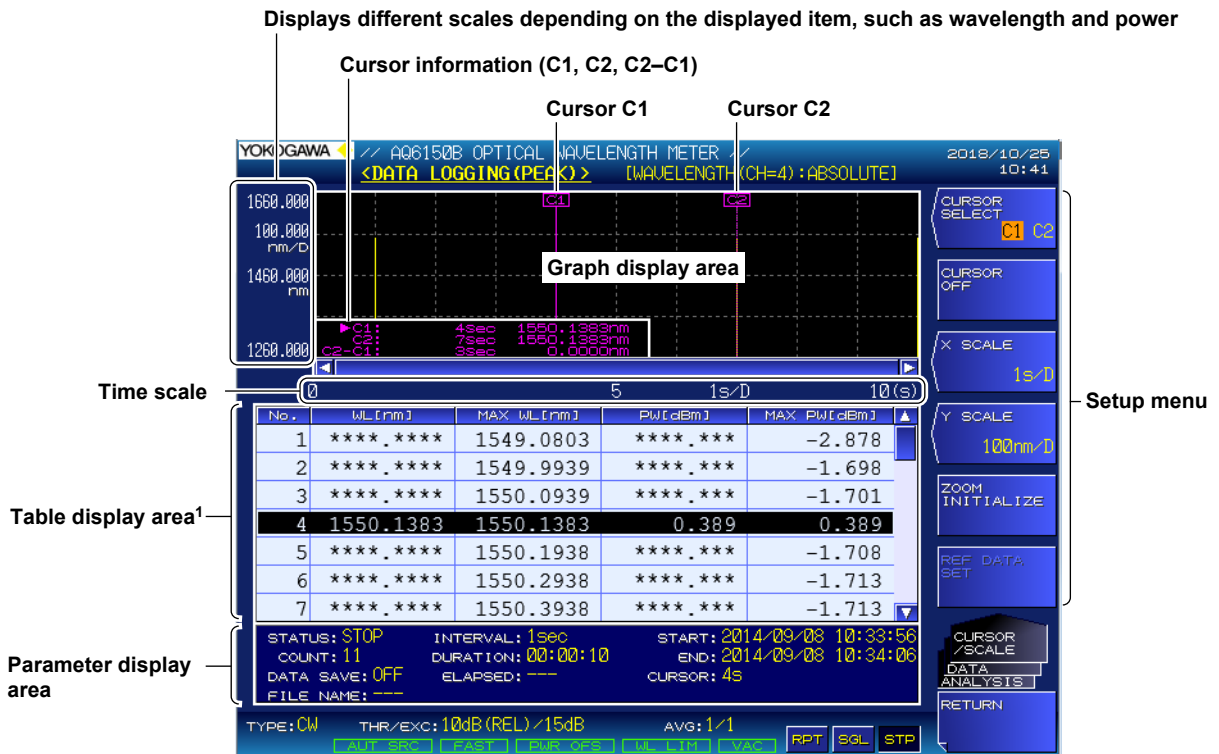 Displays different scales depending on the displayed item, such as wavelength and power
Cursor information (C1, C2, C2–C1)
Cursor C1
Cursor C2
YOKOGAWA // AQ6150B OPTICAL WAVELENGTH METER //
2018/10/25
<DATA LOGGING(PEAK)>
[WAVELENGTH(CH=4):ABSOLUTE]
10:41
1660.000
100.000
nm/D
1460.000
nm
1260.000
C1
C2
Graph display area
▶C1: 4Sec 1550.1383nm
C2: 7Sec 1550.1383nm
C2-C1: 3Sec 0.0000nm
Time scale
0 5 1s/D 10(s)
CURSOR
SELECT
C1 C2
CURSOR
OFF
X SCALE
1s/D
Y SCALE
100nm/D
ZOOM
INITIALIZE
REF DATA
SET
CURSOR
/SCALE
DATA
ANALYSIS
RETURN
Setup menu
Table display area1
No. WL[nm] MAX WL[nm] PW[dBm] MAX PW[dBm]
1 ****.**** 1549.0803 ****.*** -2.878
2 ****.**** 1549.9939 ****.*** -1.698
3 ****.**** 1550.0939 ****.*** -1.701
4 1550.1383 1550.1383 0.389 0.389
5 ****.**** 1550.1938 ****.*** -1.708
6 ****.**** 1550.2938 ****.*** -1.713
7 ****.**** 1550.3938 ****.*** -1.713
Parameter display
area
STATUS: STOP INTERVAL: 1sec START: 2014/09/08 10:33:56
COUNT: 11 DURATION: 00:00:10 END: 2014/09/08 10:34:06
DATA SAVE: OFF ELAPSED: --- CURSOR: 4s
FILE NAME: ---
TYPE: CW THR/EXC: 10dB(REL)/15dB AVG: 1/1
AUT SRC FAST PWR OFS WL LIM VAC RPT SGL STP